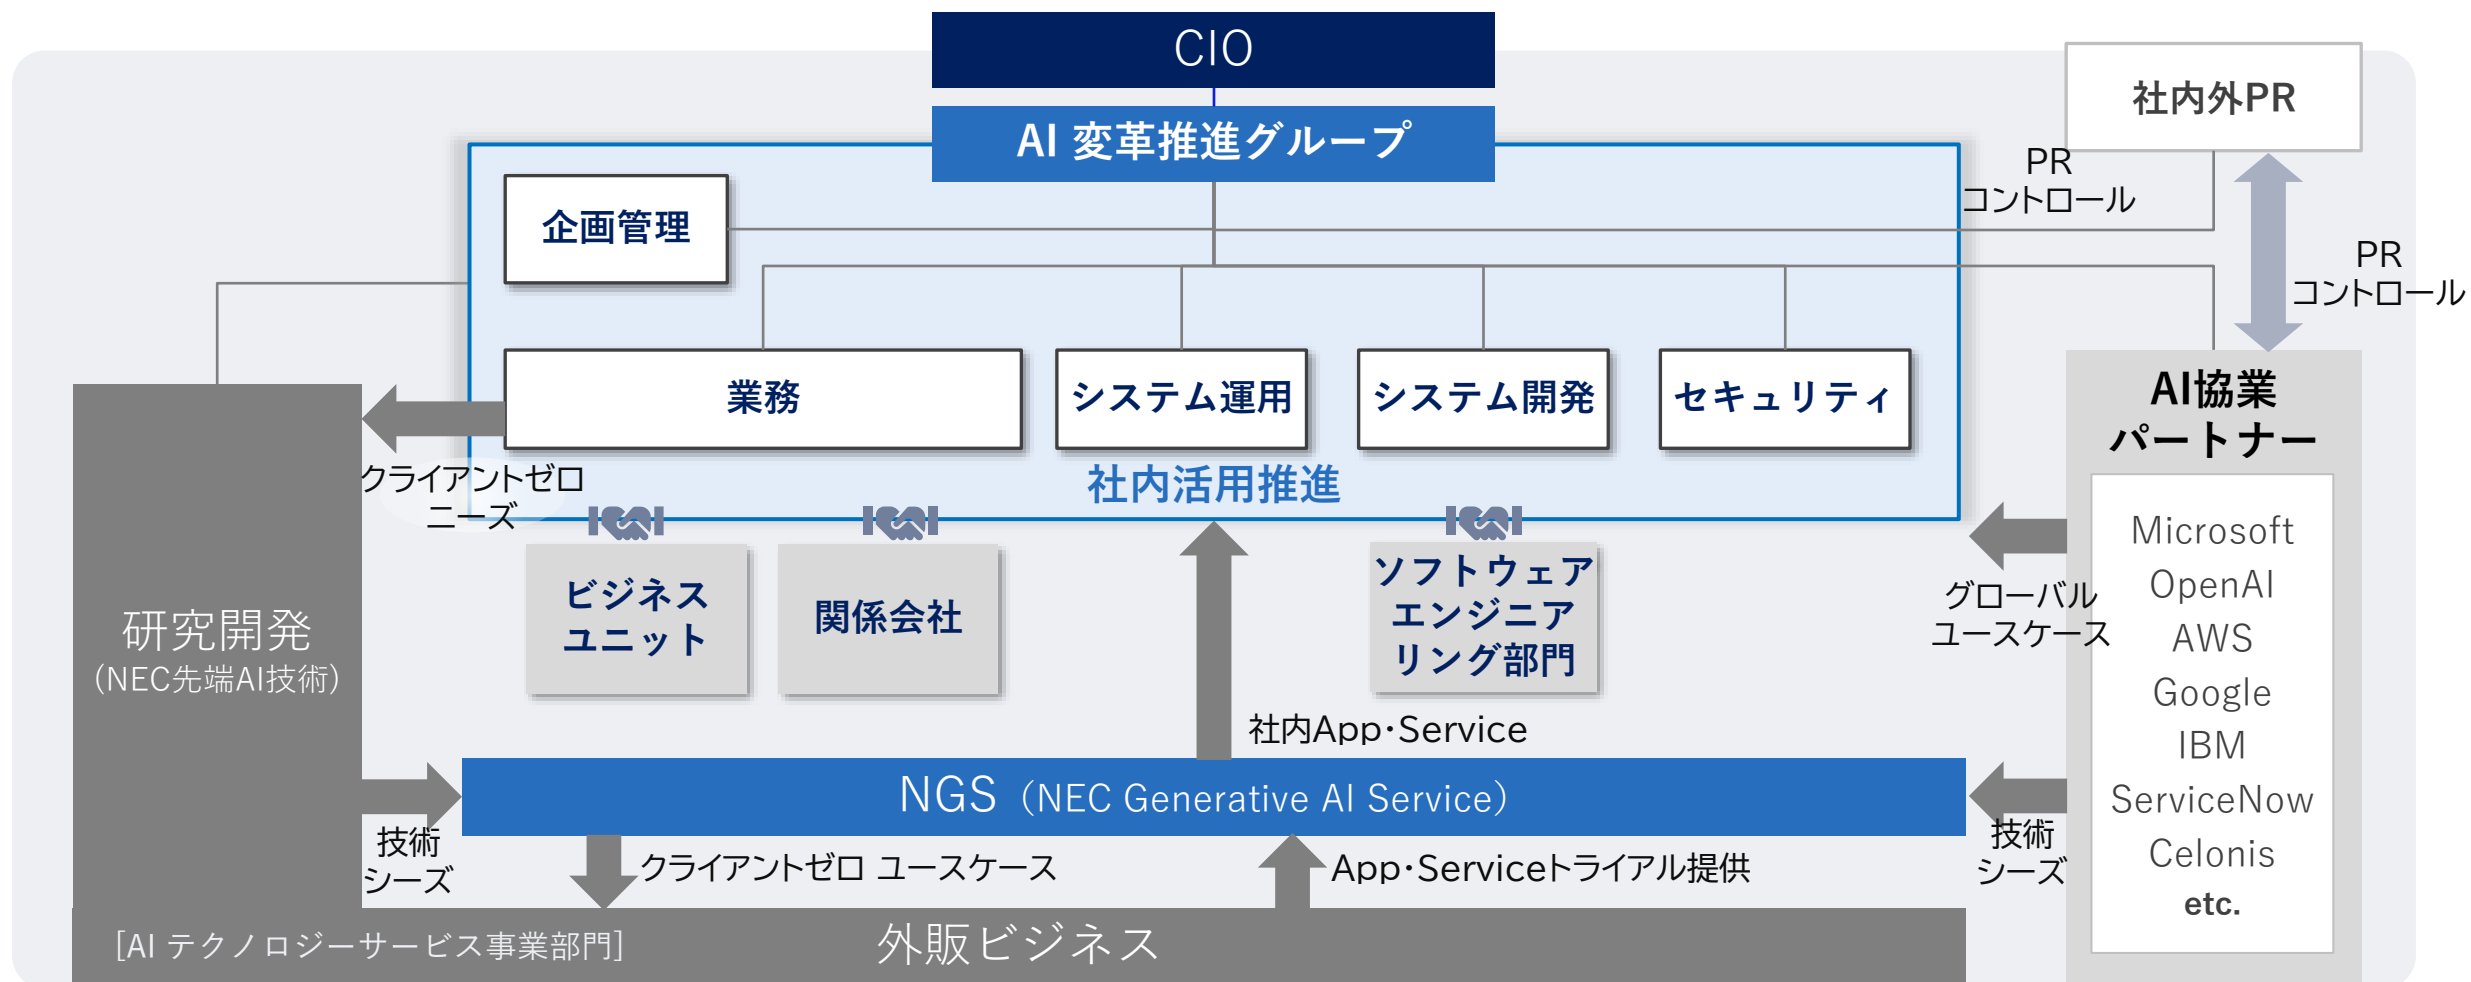 CIO
AI 変革推進グループ
社内外PR
PR
コントロール
企画管理
PR
コントロール
業務
システム運用
システム開発
セキュリティ
社内活用推進
クライアントゼロ
ニーズ
AI協業
パートナー
Microsoft
OpenAI
AWS
Google
IBM
ServiceNow
Celonis
etc.
グローバル
ユースケース
ビジネス
ユニット
関係会社
ソフトウェア
エンジニア
リング部門
研究開発
(NEC先端AI技術)
社内App･Service
NGS（NEC Generative AI Service）
技術
シーズ
クライアントゼロ ユースケース
App･Serviceトライアル提供
技術
シーズ
[AI テクノロジーサービス事業部門]
外販ビジネス